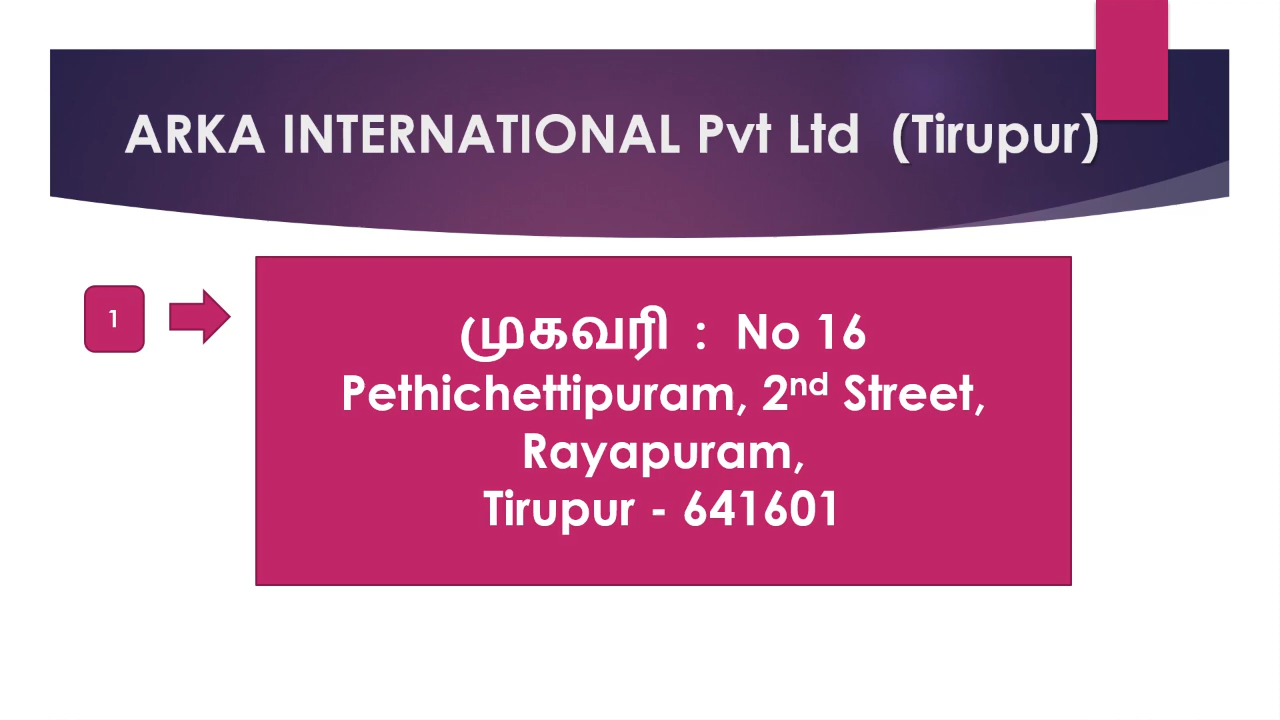 ARKA INTERNATIONAL Pvt Ltd (Tirupur)
1
முகவரி : No 16
Pethichettipuram, 2nd Street,
Rayapuram,
Tirupur - 641601